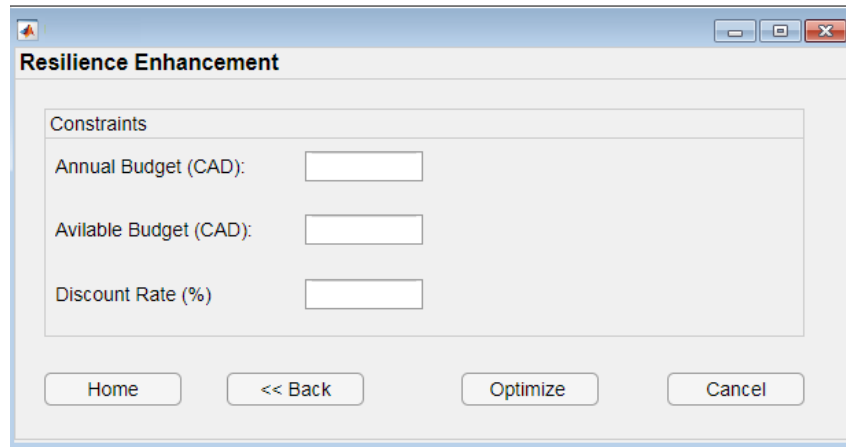 Resilience Enhancement
Constraints
Annual Budget (CAD):
Avilable Budget (CAD):
Discount Rate (%)
Home << Back Optimize Cancel